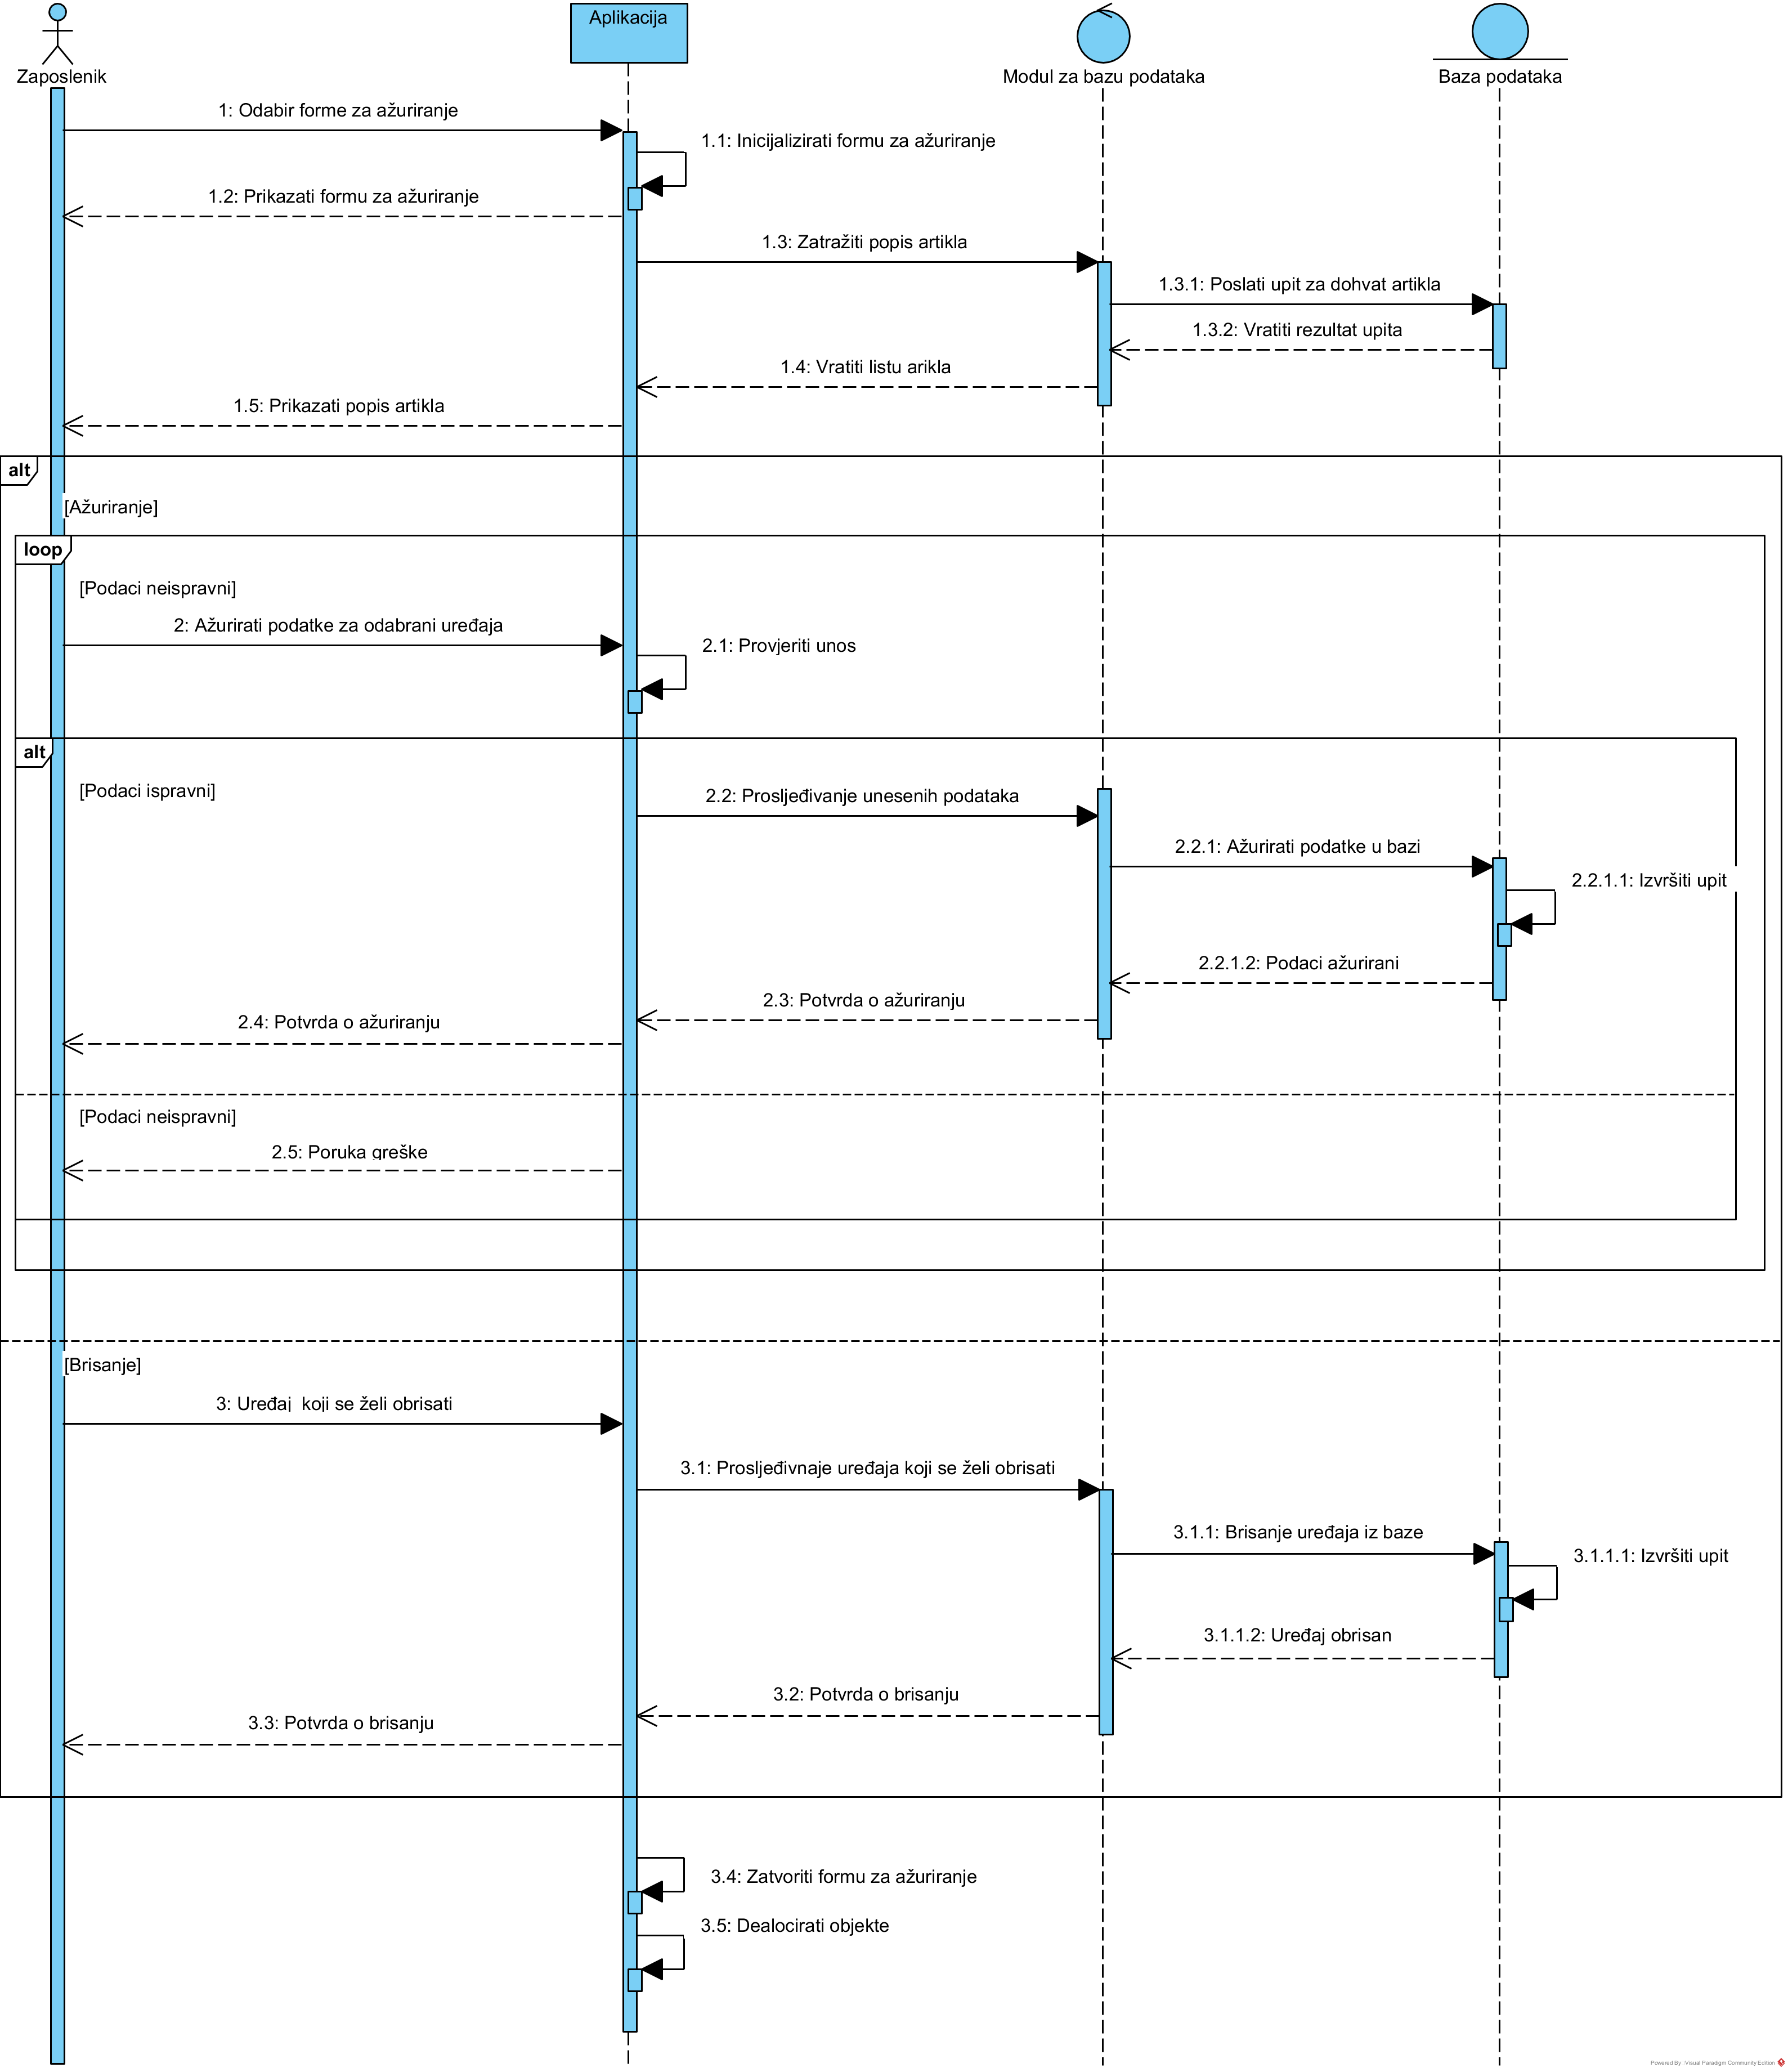 Zaposlenik
Aplikacija
Modul za bazu podataka
Baza podataka
1: Odabir forme za ažuriranje
1.1: Inicijalizirati formu za ažuriranje
1.2: Prikazati formu za ažuriranje
1.3: Zatražiti popis artikla
1.3.1: Poslati upit za dohvat artikla
1.3.2: Vratiti rezultat upita
1.4: Vratiti listu arikla
1.5: Prikazati popis artikla
alt
[Ažuriranje]
loop
[Podaci neispravni]
2: Ažurirati podatke za odabrani uređaja
2.1: Provjeriti unos
alt
[Podaci ispravni]
2.2: Prosljeđivanje unesenih podataka
2.2.1: Ažurirati podatke u bazi
2.2.1.1: Izvršiti upit
2.2.1.2: Podaci ažurirani
2.3: Potvrda o ažuriranju
2.4: Potvrda o ažuriranju
[Podaci neispravni]
2.5: Poruka greške
[Brisanje]
3: Uređaj  koji se želi obrisati
3.1: Prosljeđivnaje uređaja koji se želi obrisati
3.1.1: Brisanje uređaja iz baze
3.1.1.1: Izvršiti upit
3.1.1.2: Uređaj obrisan
3.2: Potvrda o brisanju
3.3: Potvrda o brisanju
3.4: Zatvoriti formu za ažuriranje
3.5: Dealocirati objekte
Powered By Visual Paradigm Community Edition